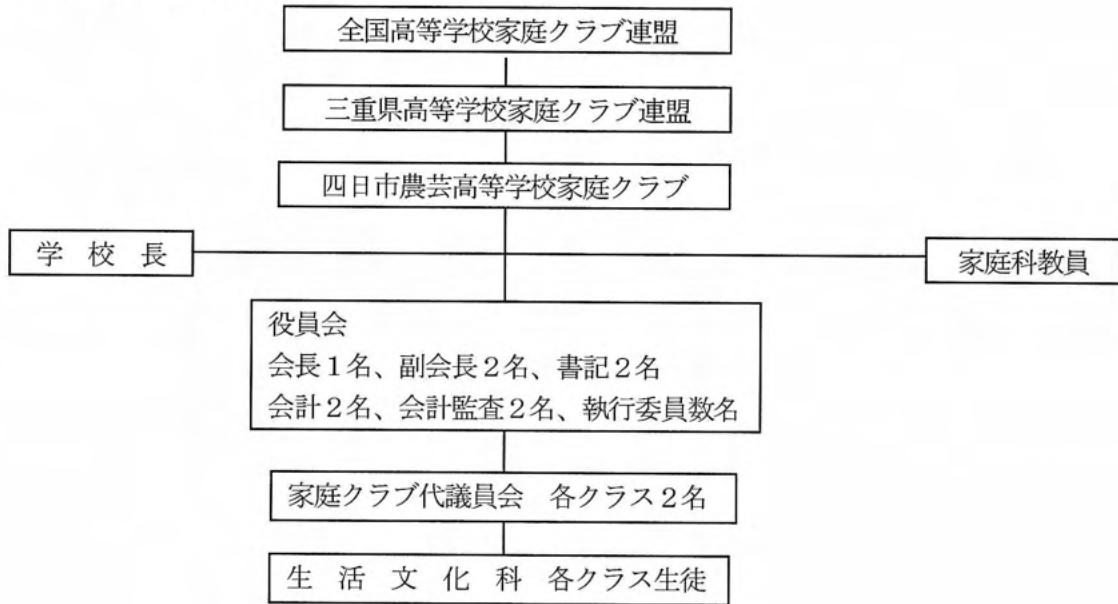 全国高等学校家庭クラブ連盟
三重県高等学校家庭クラブ連盟
四日市農芸高等学校家庭クラブ
学　校　長
家庭科教員
役員会
会長１名、副会長２名、書記２名
会計２名、会計監査２名、執行委員数名
家庭クラブ代議員会　各クラス２名
生　活　文　化　科　各クラス生徒